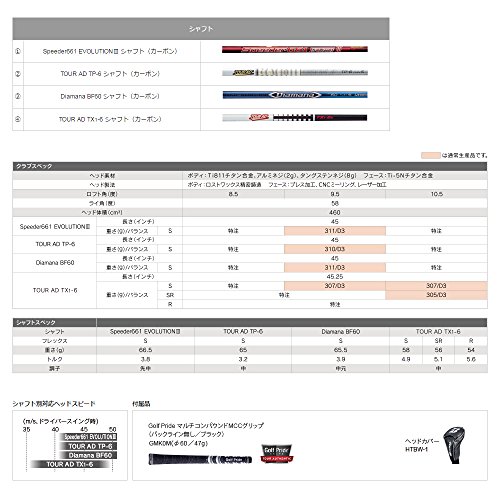 シャフト
① Speeder661 EVOLUTIONⅢ シャフト（カーボン）
② TOUR AD TP-6 シャフト（カーボン）
③ Diamana BF60 シャフト（カーボン）
④ TOUR AD TX1-6 シャフト（カーボン）
Diamana
は通常生産品です。
クラブスペック
ヘッド素材 ボディ：Ti811チタン合金，アルミネジ(2g)，タングステンネジ(8g) フェース：Ti-5Nチタン合金
ヘッド製法 ボディ：ロストワックス精密鋳造 フェース：プレス加工，CNCミーリング，レーザー加工
ロフト角(度) 8.5 9.5 10.5
ライ角(度) 58
ヘッド体積(cm³) 460
Speeder661 EVOLUTIONⅢ 長さ(インチ) 45
重さ(g)/バランス S 特注 311/D3 特注
TOUR AD TP-6 長さ(インチ) 45
重さ(g)/バランス S 特注 310/D3 特注
Diamana BF60 長さ(インチ) 45
重さ(g)/バランス S 特注 311/D3 特注
TOUR AD TX1-6 長さ(インチ) 45.25
重さ(g)/バランス S 特注 307/D3 307/D3
SR 特注 305/D3
R 特注
シャフトスペック
シャフト Speeder661 EVOLUTIONⅢ TOUR AD TP-6 Diamana BF60 TOUR AD TX1-6
フレックス S S S S SR R
重さ(g) 66.5 65 65.5 58 56 54
トルク 3.8 3.2 3.9 4.9 5.1 5.6
調子 先中 中 中元 中
シャフト別対応ヘッドスピード
(m/s、ドライバースイング時)
35 40 45 50
Speeder661 EVOLUTIONⅢ
TOUR AD TP-6
Diamana BF60
TOUR AD TX1-6
付属品
Golf Pride マルチコンパウンドMCCグリップ
（バックライン無し／ブラック）
GMK0M(φ60／47g)
Golf Pride
TOUR AUTHENTIC
ヘッドカバー
HTBW-1